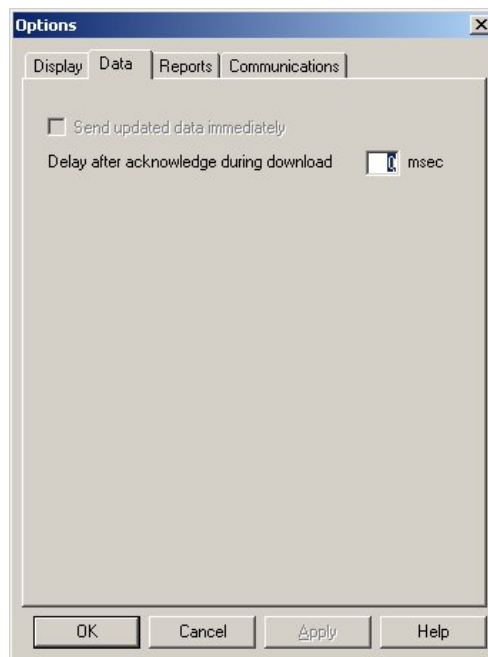 Options
Display Data Reports Communications
Send updated data immediately
Delay after acknowledge during download 0 msec
OK Cancel Apply Help